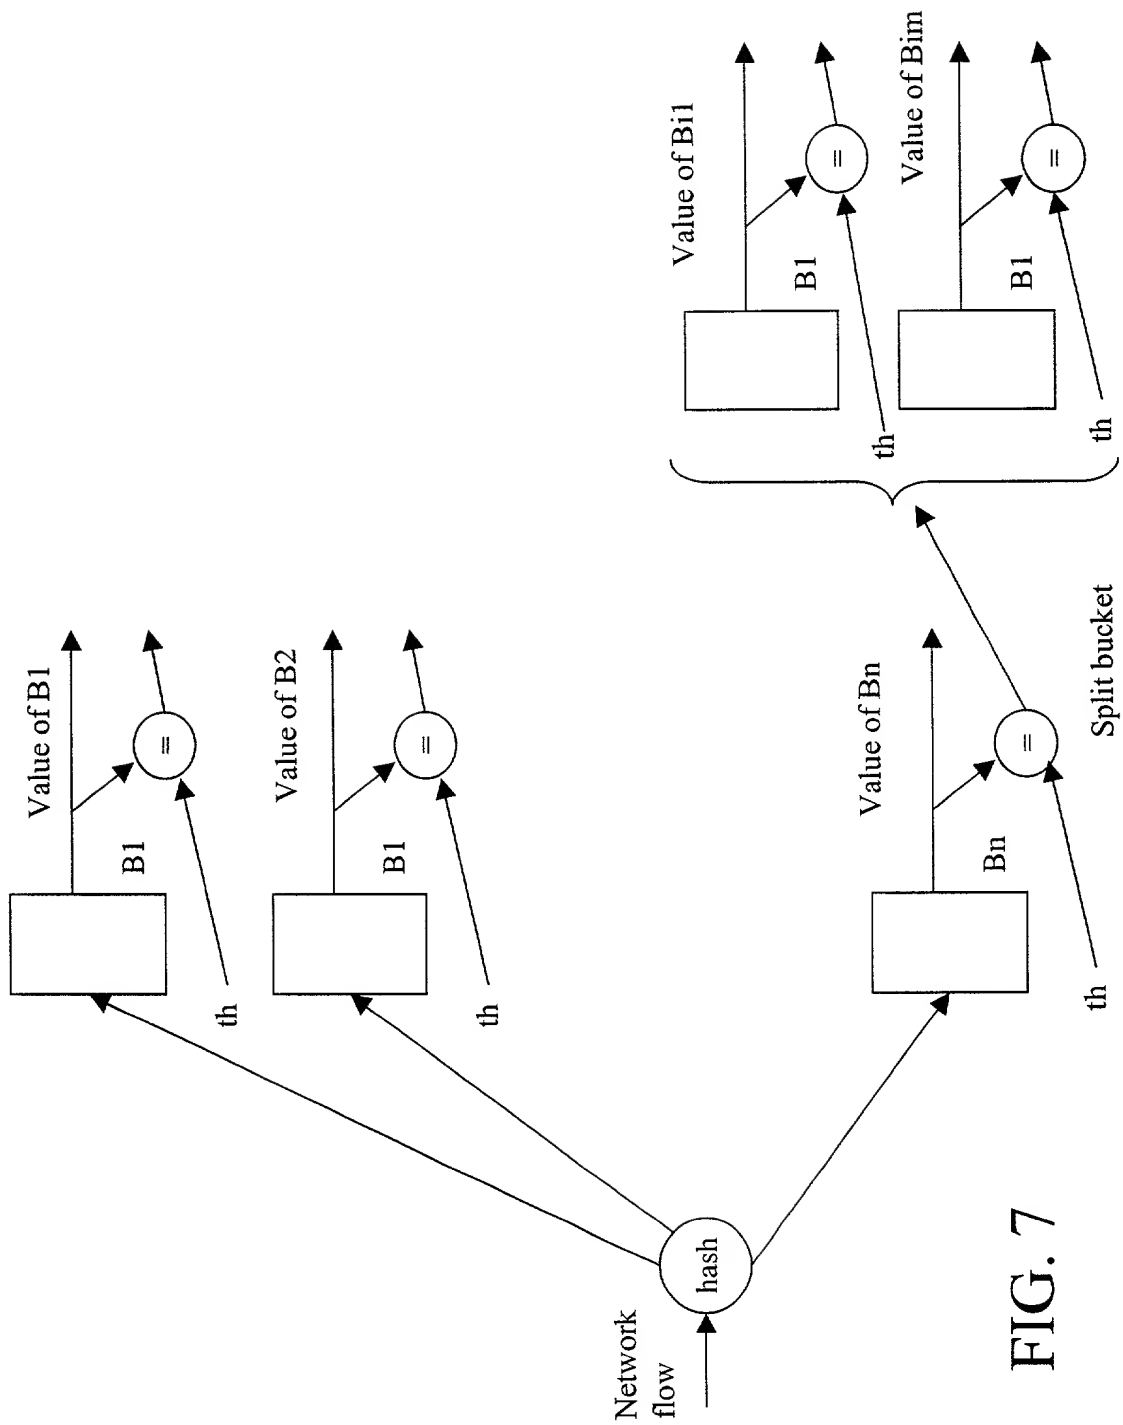 Network
flow
hash
Value of B1
B1
=
th
Value of B2
B1
=
th
Value of Bn
Bn
=
th
Split bucket
Value of Bi1
B1
=
th
Value of Bim
B1
=
th
FIG. 7